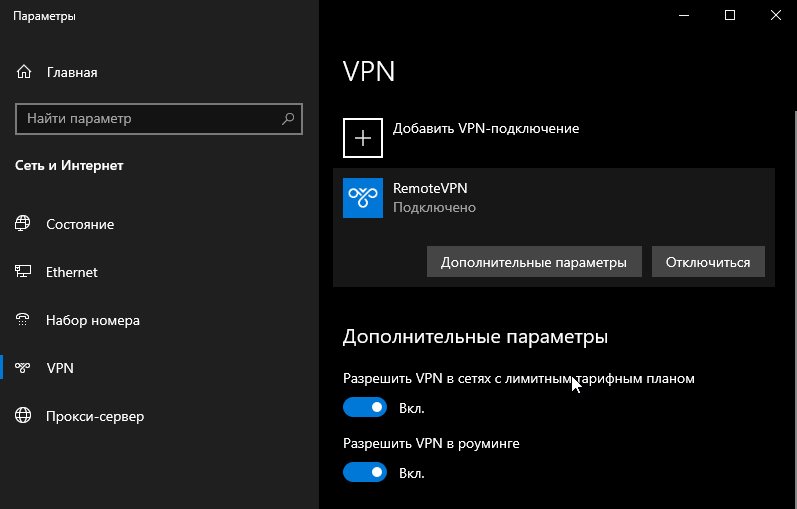 Параметры
Главная
Найти параметр
Сеть и Интернет
Состояние
Ethernet
Набор номера
VPN
Прокси-сервер
VPN
Добавить VPN-подключение
RemoteVPN
Подключено
Дополнительные параметры
Отключиться
Дополнительные параметры
Разрешить VPN в сетях с лимитным тарифным планом
Вкл.
Разрешить VPN в роуминге
Вкл.